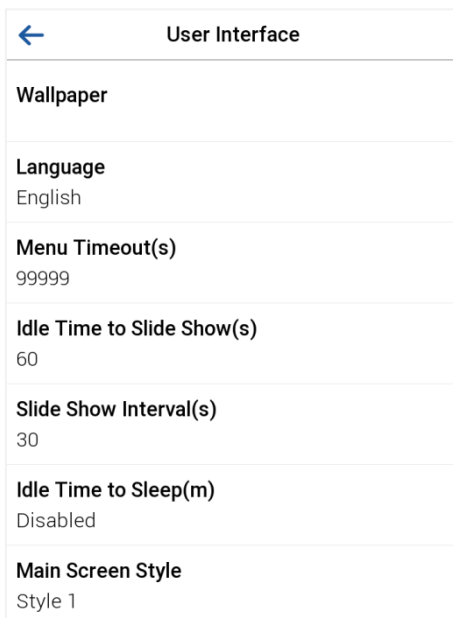 User Interface
Wallpaper
Language
English
Menu Timeout(s)
99999
Idle Time to Slide Show(s)
60
Slide Show Interval(s)
30
Idle Time to Sleep(m)
Disabled
Main Screen Style
Style 1